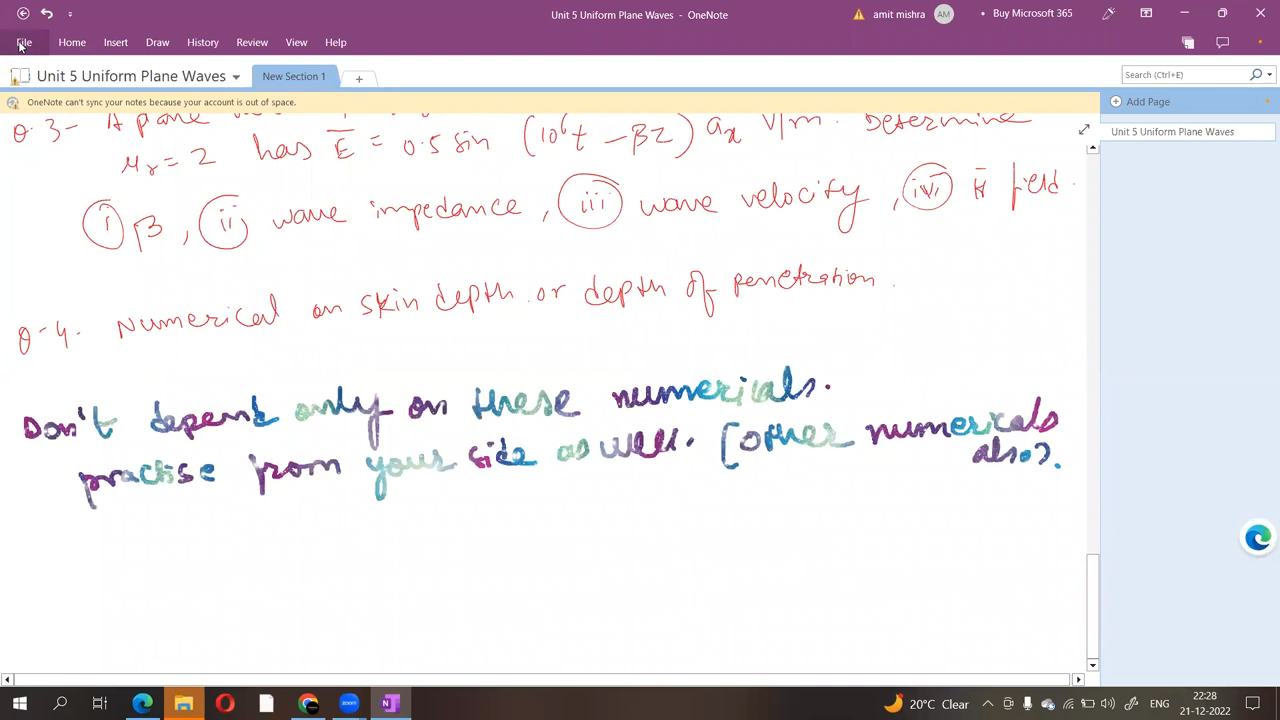 Unit 5 Uniform Plane Waves - OneNote
amit mishra
AM
Buy Microsoft 365
File
Home
Insert
Draw
History
Review
View
Help
Unit 5 Uniform Plane Waves
New Section 1
Search (Ctrl+E)
OneNote can't sync your notes because your account is out of space.
Add Page
Unit 5 Uniform Plane Waves
Q.3- A plane V/m. Determine
μr = 2 has E̅ = 0.5 sin (10⁶t - βz) ax
i β, ii wave impedance, iii wave velocity, iv H̅ field.
Q-4. Numerical on skin depth or depth of penetration.
Don't depend only on these numericals.
practise from your side as well. [other numericals
also].
20°C Clear
ENG
22:28
21-12-2022